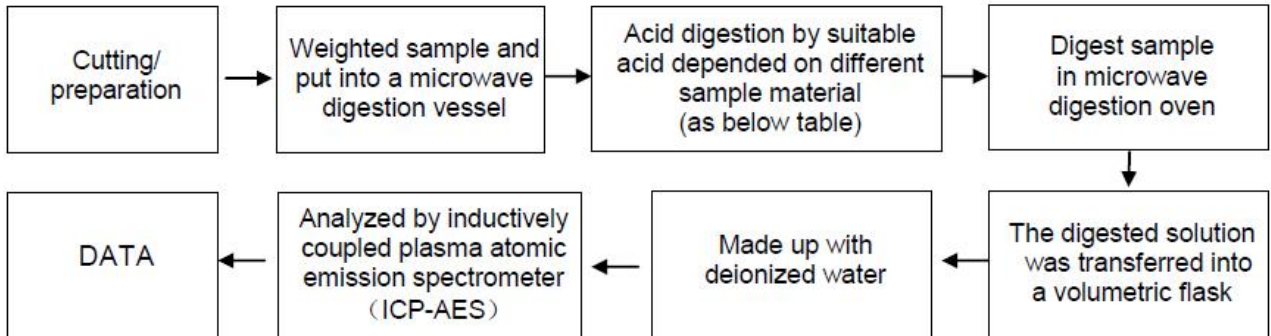 Cutting/
preparation
Weighted sample and
put into a microwave
digestion vessel
Acid digestion by suitable
acid depended on different
sample material
(as below table)
Digest sample
in microwave
digestion oven
The digested solution
was transferred into
a volumetric flask
Made up with
deionized water
Analyzed by inductively
coupled plasma atomic
emission spectrometer
（ICP-AES）
DATA